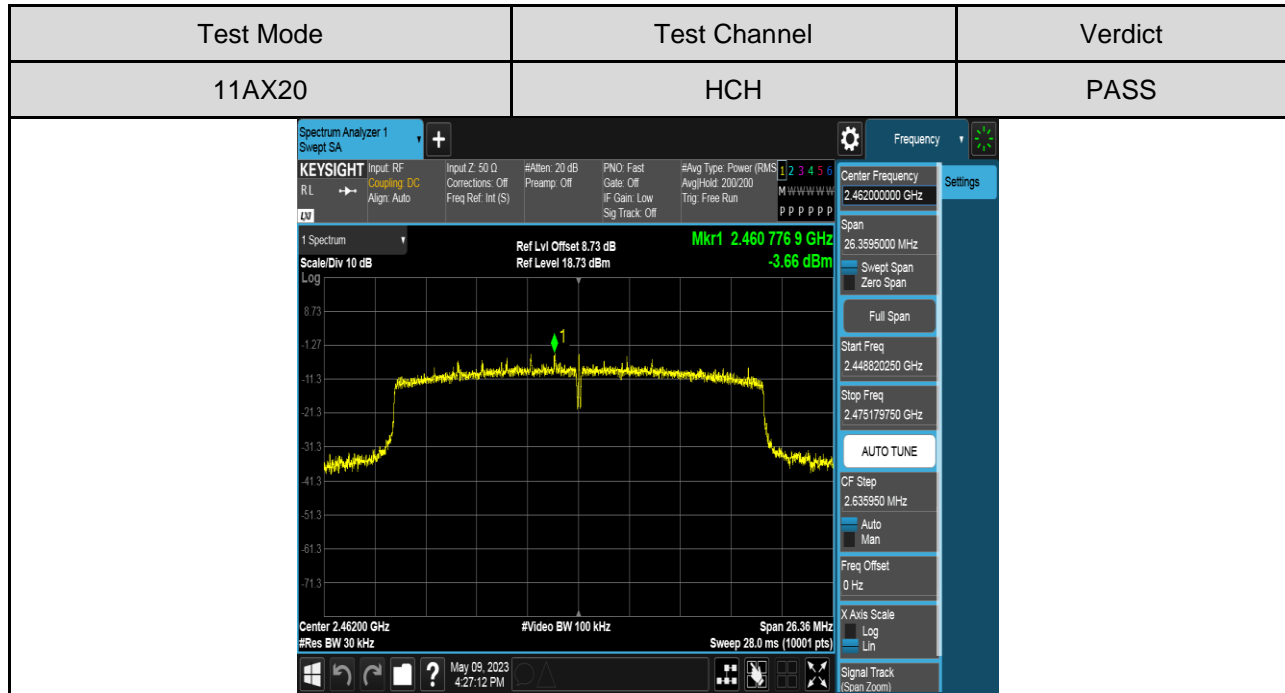 Test Mode Test Channel Verdict
11AX20 HCH PASS
Spectrum Analyzer 1
Swept SA
+
Frequency
KEYSIGHT
RL
LXI
Input: RF
Coupling: DC
Align: Auto
Input Z: 50 Ω
Corrections: Off
Freq Ref: Int (S)
#Atten: 20 dB
Preamp: Off
PNO: Fast
Gate: Off
IF Gain: Low
Sig Track: Off
#Avg Type: Power (RMS
Avg|Hold: 200/200
Trig: Free Run
1 2 3 4 5 6
M W W W W W
P P P P P P
1 Spectrum
Scale/Div 10 dB
Ref Lvl Offset 8.73 dB
Ref Level 18.73 dBm
Mkr1 2.460 776 9 GHz
-3.66 dBm
Log
8.73
-1.27
-11.3
-21.3
-31.3
-41.3
-51.3
-61.3
-71.3
1
Center 2.46200 GHz
#Res BW 30 kHz
#Video BW 100 kHz
Span 26.36 MHz
Sweep 28.0 ms (10001 pts)
Center Frequency
2.462000000 GHz
Settings
Span
26.3595000 MHz
Swept Span
Zero Span
Full Span
Start Freq
2.448820250 GHz
Stop Freq
2.475179750 GHz
AUTO TUNE
CF Step
2.635950 MHz
Auto
Man
Freq Offset
0 Hz
X Axis Scale
Log
Lin
Signal Track
(Span Zoom)
?
May 09, 2023
4:27:12 PM